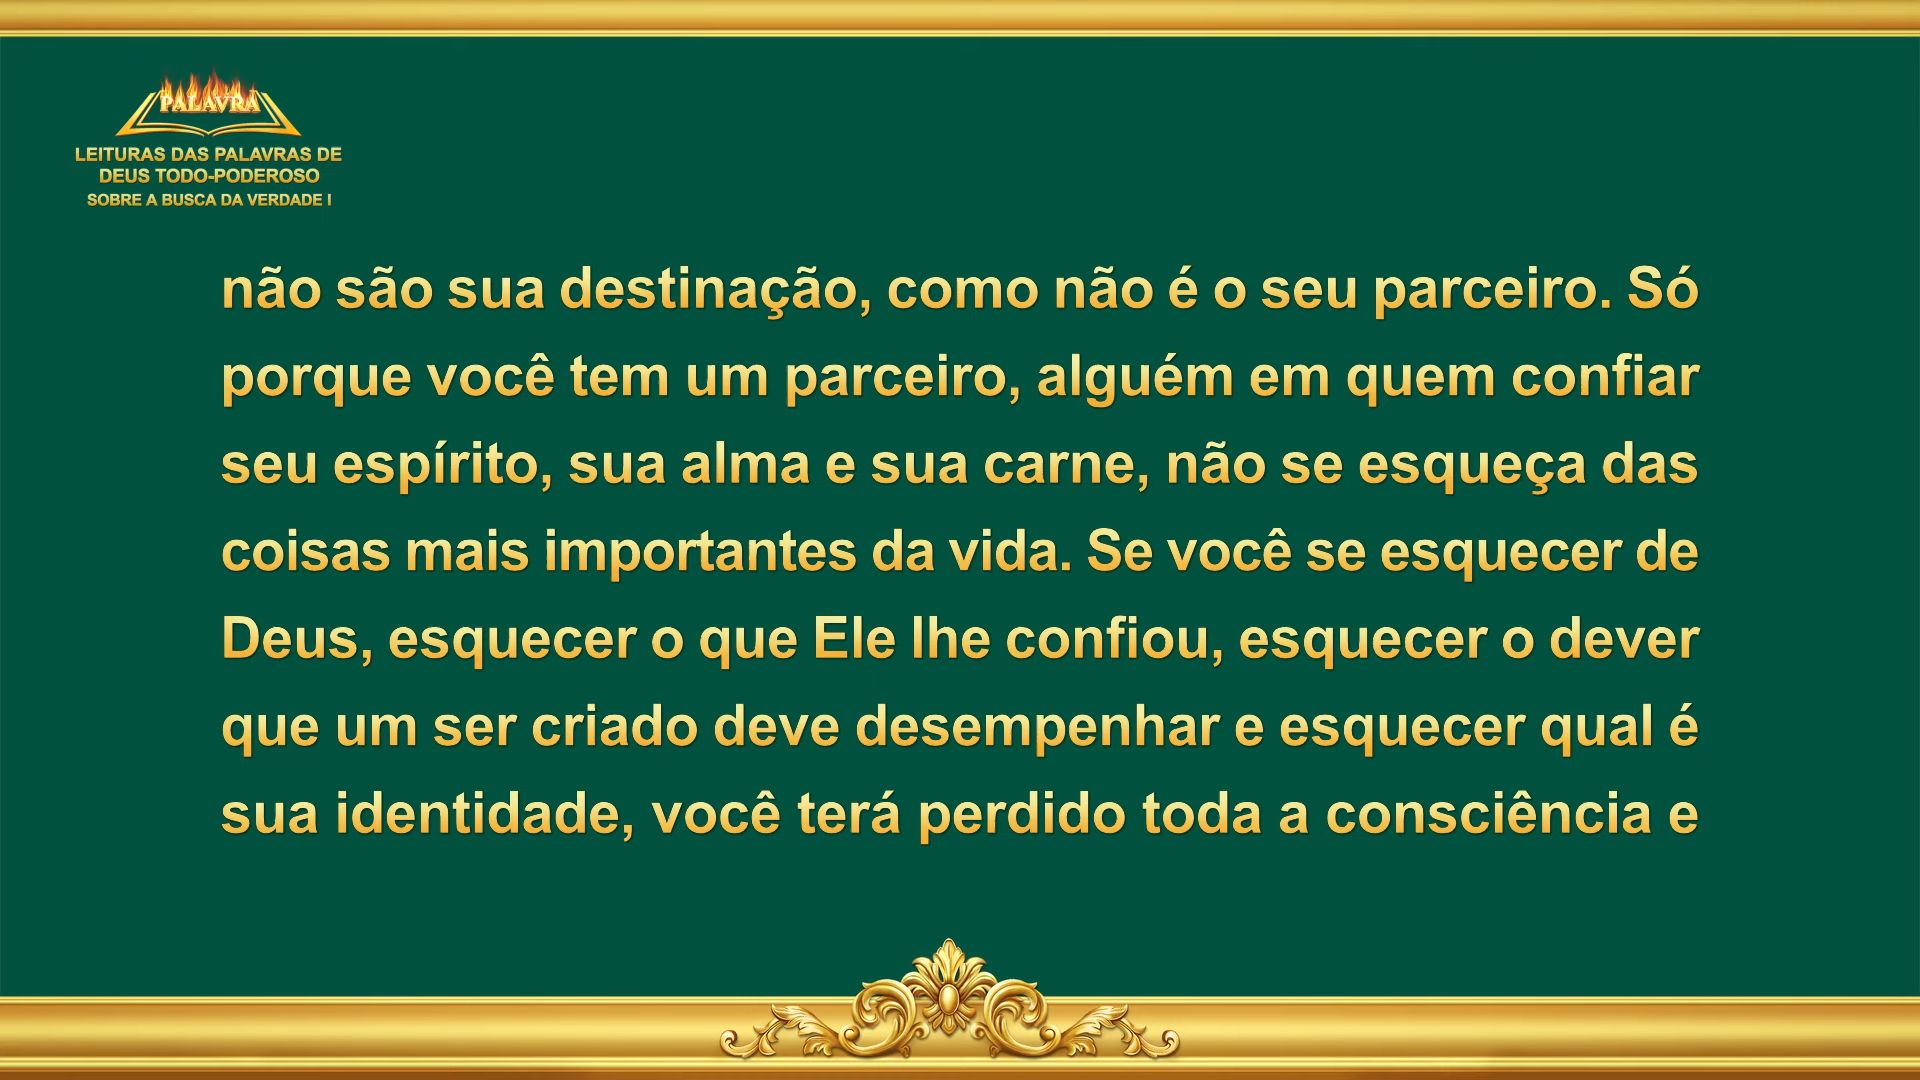 PALAVRA
LEITURAS DAS PALAVRAS DE
DEUS TODO-PODEROSO
SOBRE A BUSCA DA VERDADE I
não são sua destinação, como não é o seu parceiro. Só
porque você tem um parceiro, alguém em quem confiar
seu espírito, sua alma e sua carne, não se esqueça das
coisas mais importantes da vida. Se você se esquecer de
Deus, esquecer o que Ele lhe confiou, esquecer o dever
que um ser criado deve desempenhar e esquecer qual é
sua identidade, você terá perdido toda a consciência e